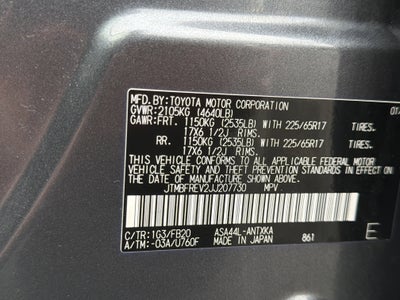 MFD.BY:TOYOTA MOTOR CORPORATION 01
GVWR:2105KG (4640LB)
GAWR:FRT. 1150KG (2535LB) WITH 225/65R17 TIRES,
17X6 1/2J RIMS.
RR. 1150KG (2535LB) WITH 225/65R17 TIRES,
17X6 1/2J RIMS.
THIS VEHICLE CONFORMS TO ALL APPLICABLE FEDERAL MOTOR
VEHICLE SAFETY STANDARDS IN EFFECT ON THE DATE OF
MANUFACTURE SHOWN ABOVE.
JTMBFREV2JJ207730 MPV
C/TR:1G3/FB20 ASA44L-ANTXKA
A/TM:-03A/U760F MADE IN JAPAN 861 E